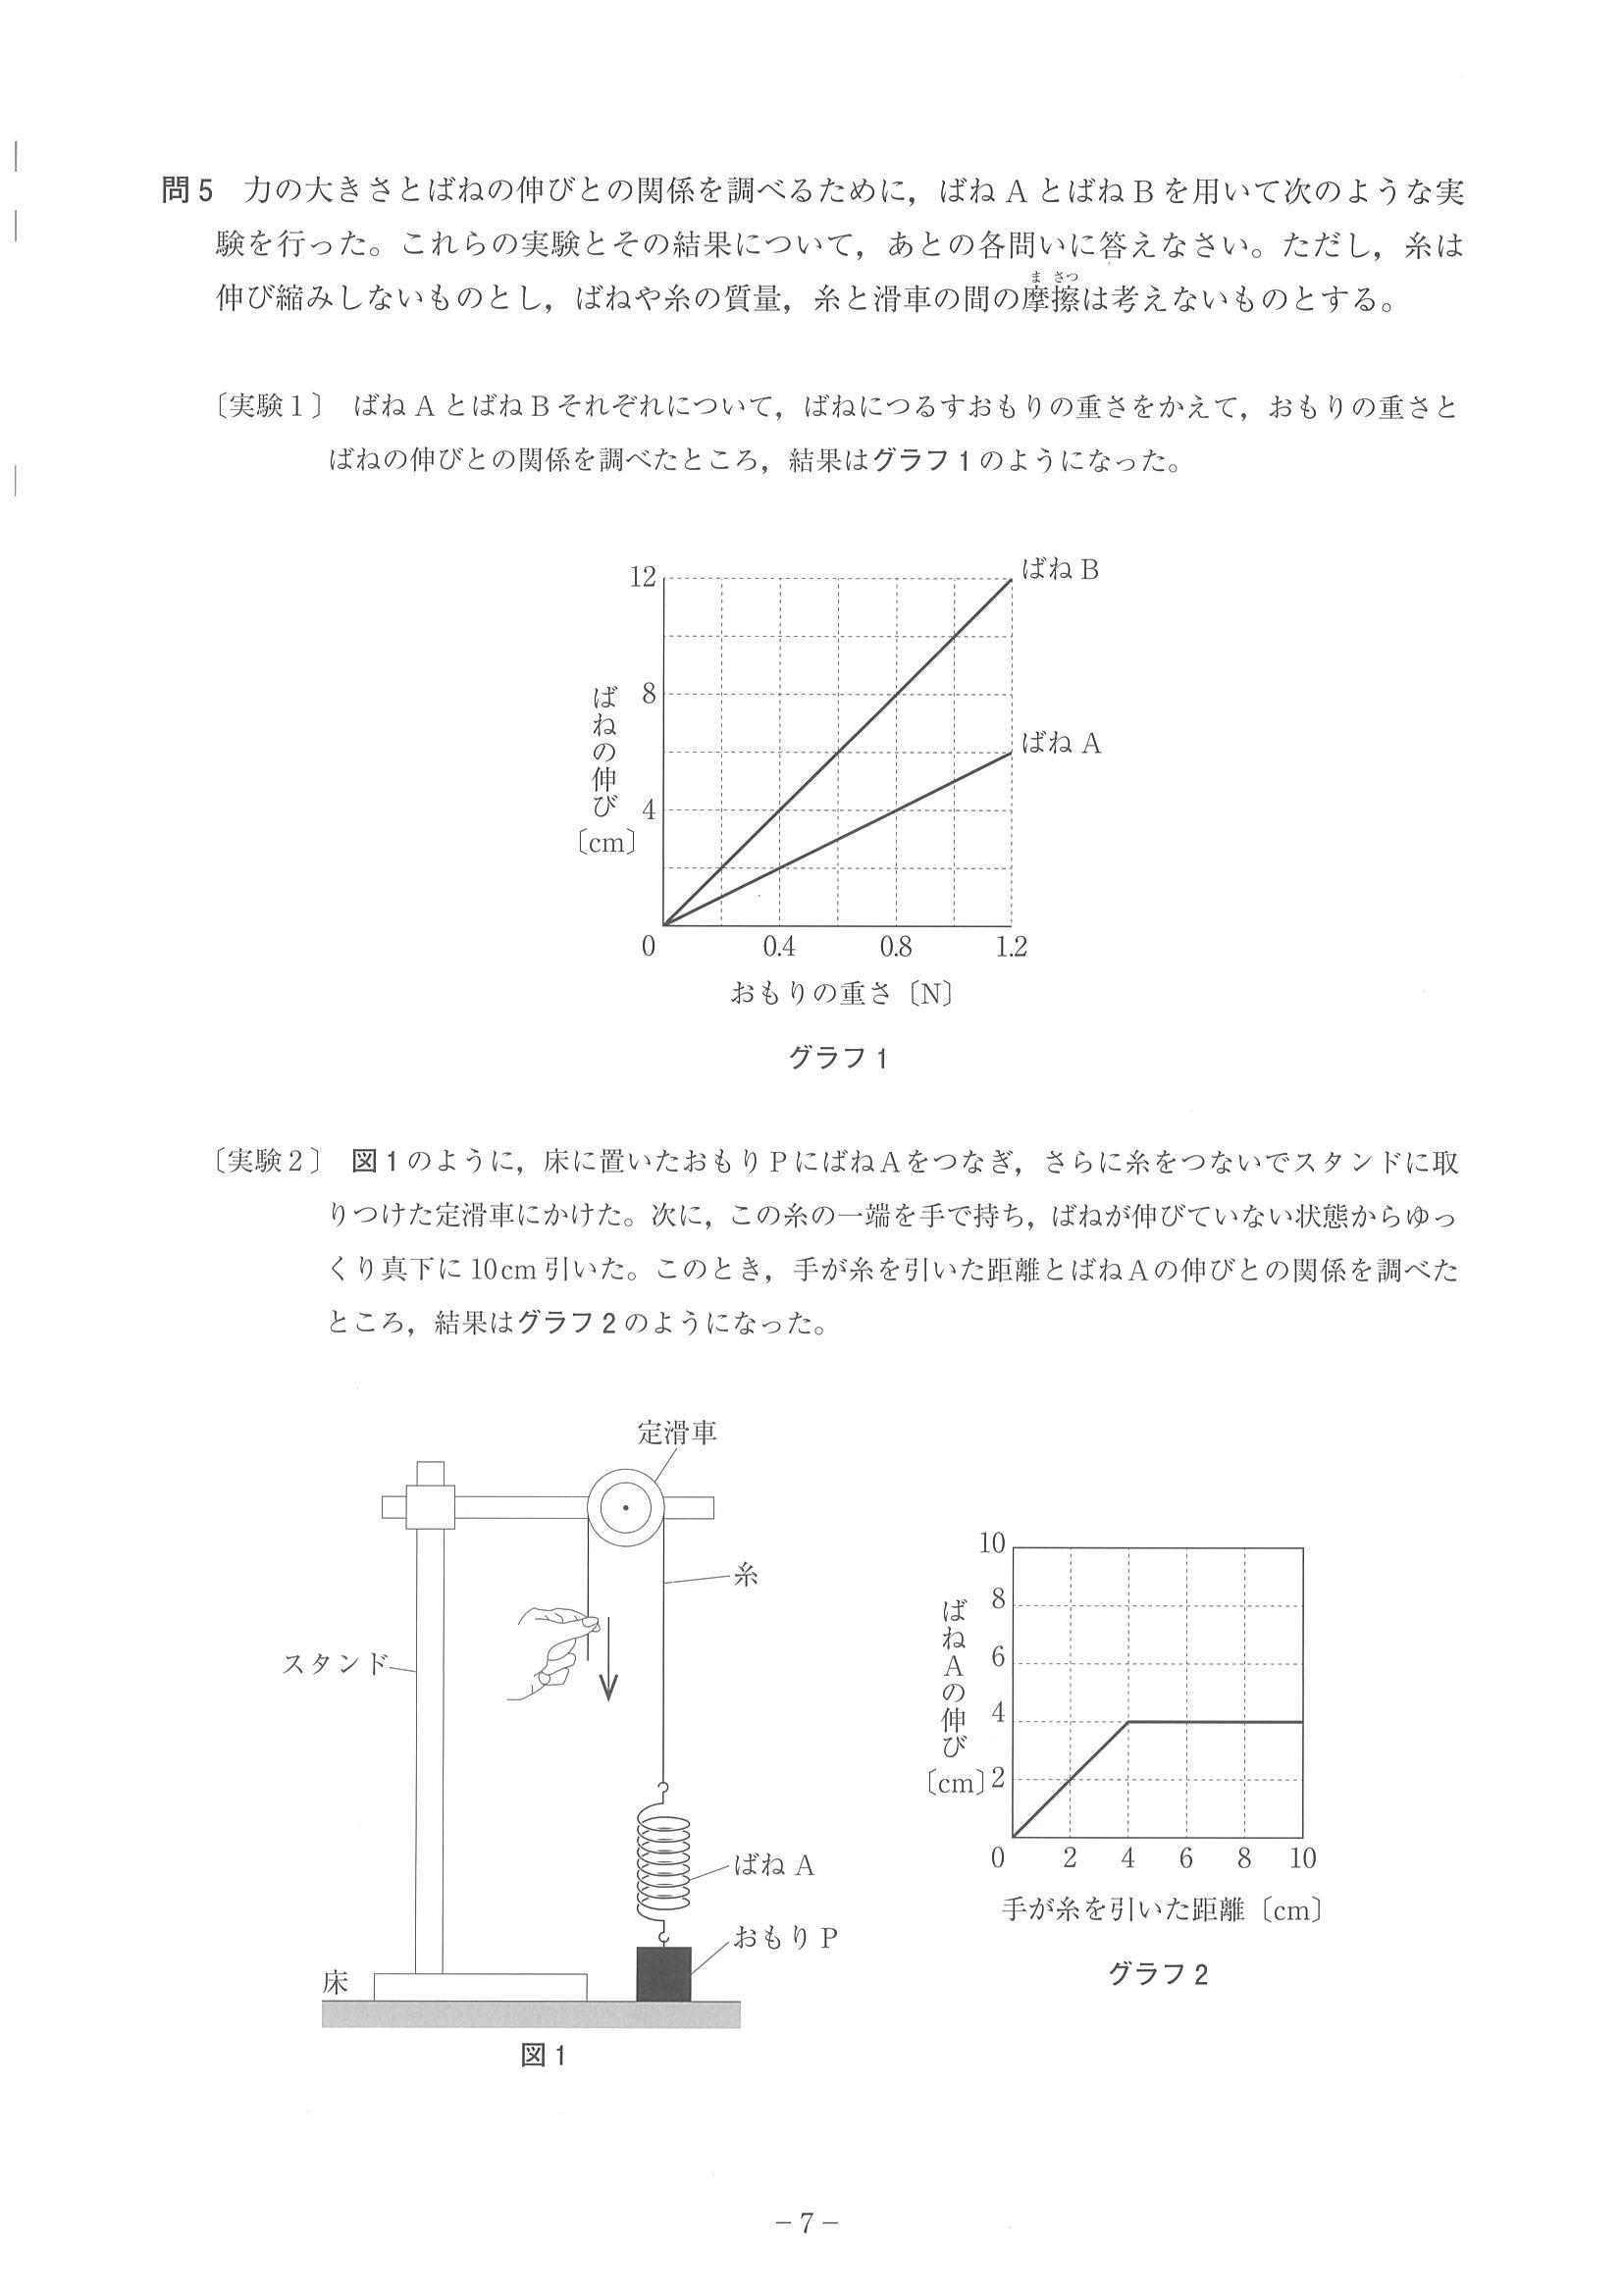 問5 力の大きさとばねの伸びとの関係を調べるために，ばねAとばねBを用いて次のような実
験を行った。これらの実験とその結果について，あとの各問いに答えなさい。ただし，糸は
伸び縮みしないものとし，ばねや糸の質量，糸と滑車の間の摩擦は考えないものとする。
ま さつ
〔実験1〕 ばねAとばねBそれぞれについて，ばねにつるすおもりの重さをかえて，おもりの重さと
ばねの伸びとの関係を調べたところ，結果はグラフ1のようになった。
12
8
4
0
0.4
0.8
1.2
ばねの伸び
〔cm〕
ばねB
ばねA
おもりの重さ〔N〕
グラフ1
〔実験2〕 図1のように，床に置いたおもりPにばねAをつなぎ，さらに糸をつないでスタンドに取
りつけた定滑車にかけた。次に，この糸の一端を手で持ち，ばねが伸びていない状態からゆっ
くり真下に10cm引いた。このとき，手が糸を引いた距離とばねAの伸びとの関係を調べた
ところ，結果はグラフ2のようになった。
定滑車
糸
スタンド
ばねA
おもりP
床
図1
10
8
6
4
2
0
2
4
6
8
10
ばねAの伸び
〔cm〕
手が糸を引いた距離〔cm〕
グラフ2
－7－